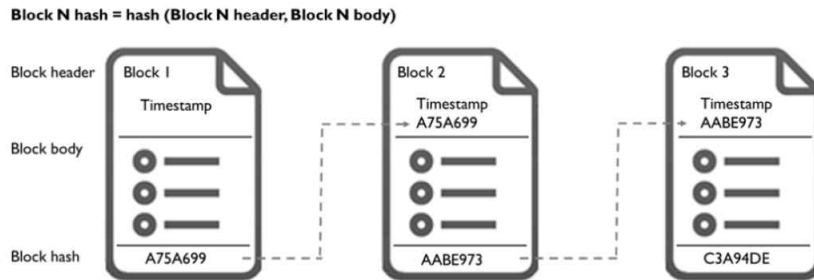 Block N hash = hash (Block N header, Block N body)
Block header
Block 1
Block 2
Block 3
Timestamp
Timestamp
A75A699
Timestamp
AABE973
Block body
Block hash
A75A699
AABE973
C3A94DE